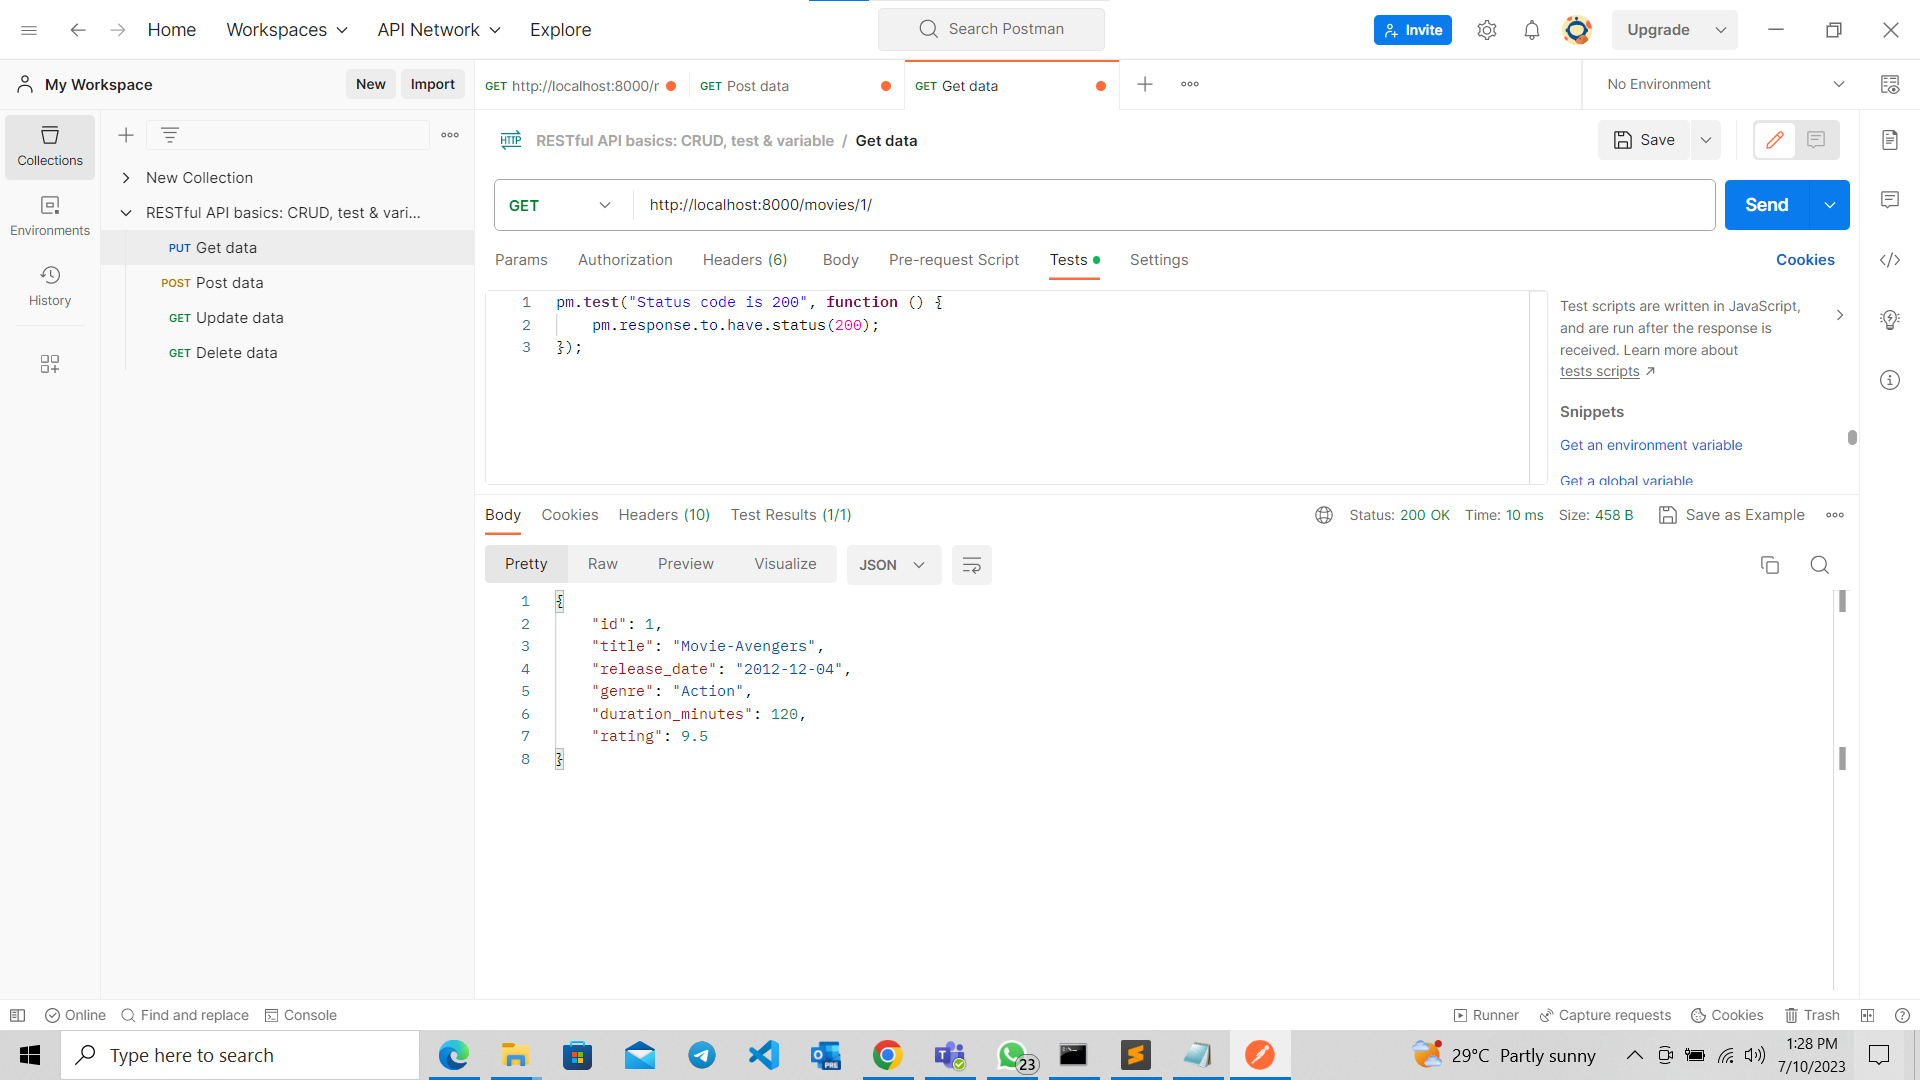 Home Workspaces API Network Explore Search Postman Invite Upgrade
My Workspace New Import GET http://localhost:8000/r GET Post data GET Get data No Environment
Collections
Environments
History
New Collection
RESTful API basics: CRUD, test & vari...
PUT Get data
POST Post data
GET Update data
GET Delete data
HTTP RESTful API basics: CRUD, test & variable / Get data Save
GET http://localhost:8000/movies/1/ Send
Params Authorization Headers (6) Body Pre-request Script Tests Settings Cookies
1 pm.test("Status code is 200", function () {
2 pm.response.to.have.status(200);
3 });
Test scripts are written in JavaScript,
and are run after the response is
received. Learn more about
tests scripts
Snippets
Get an environment variable
Get a global variable
Body Cookies Headers (10) Test Results (1/1) Status: 200 OK Time: 10 ms Size: 458 B Save as Example
Pretty Raw Preview Visualize JSON
1 {
2 "id": 1,
3 "title": "Movie-Avengers",
4 "release_date": "2012-12-04",
5 "genre": "Action",
6 "duration_minutes": 120,
7 "rating": 9.5
8 }
Online Find and replace Console Runner Capture requests Cookies Trash
Type here to search PRE 23 29°C Partly sunny 1:28 PM
7/10/2023